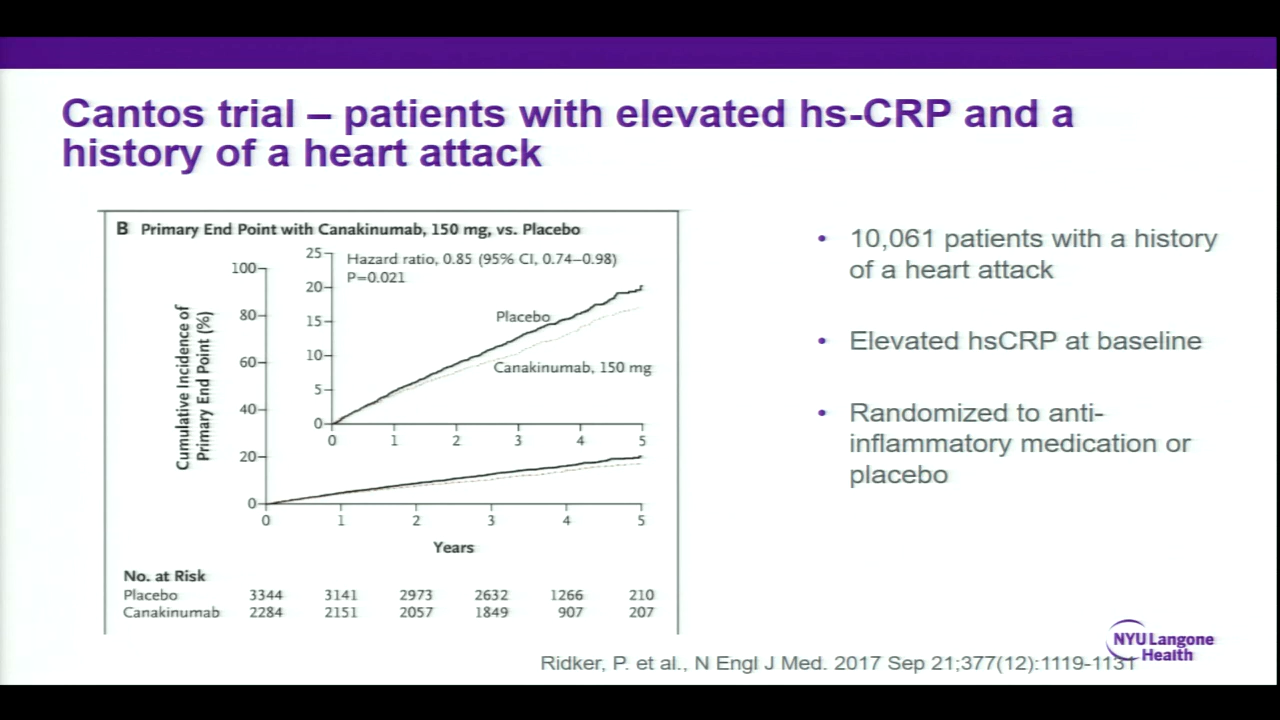 Cantos trial – patients with elevated hs-CRP and a
history of a heart attack
B Primary End Point with Canakinumab, 150 mg, vs. Placebo
Cumulative Incidence of
Primary End Point (%)
100
80
60
40
20
0
25
20
15
10
5
0
Hazard ratio, 0.85 (95% CI, 0.74–0.98)
P=0.021
Placebo
Canakinumab, 150 mg
0 1 2 3 4 5
0 1 2 3 4 5
Years
No. at Risk
Placebo 3344 3141 2973 2632 1266 210
Canakinumab 2284 2151 2057 1849 907 207
• 10,061 patients with a history
of a heart attack
• Elevated hsCRP at baseline
• Randomized to anti-
inflammatory medication or
placebo
NYU Langone
Health
Ridker, P. et al., N Engl J Med. 2017 Sep 21;377(12):1119-1131